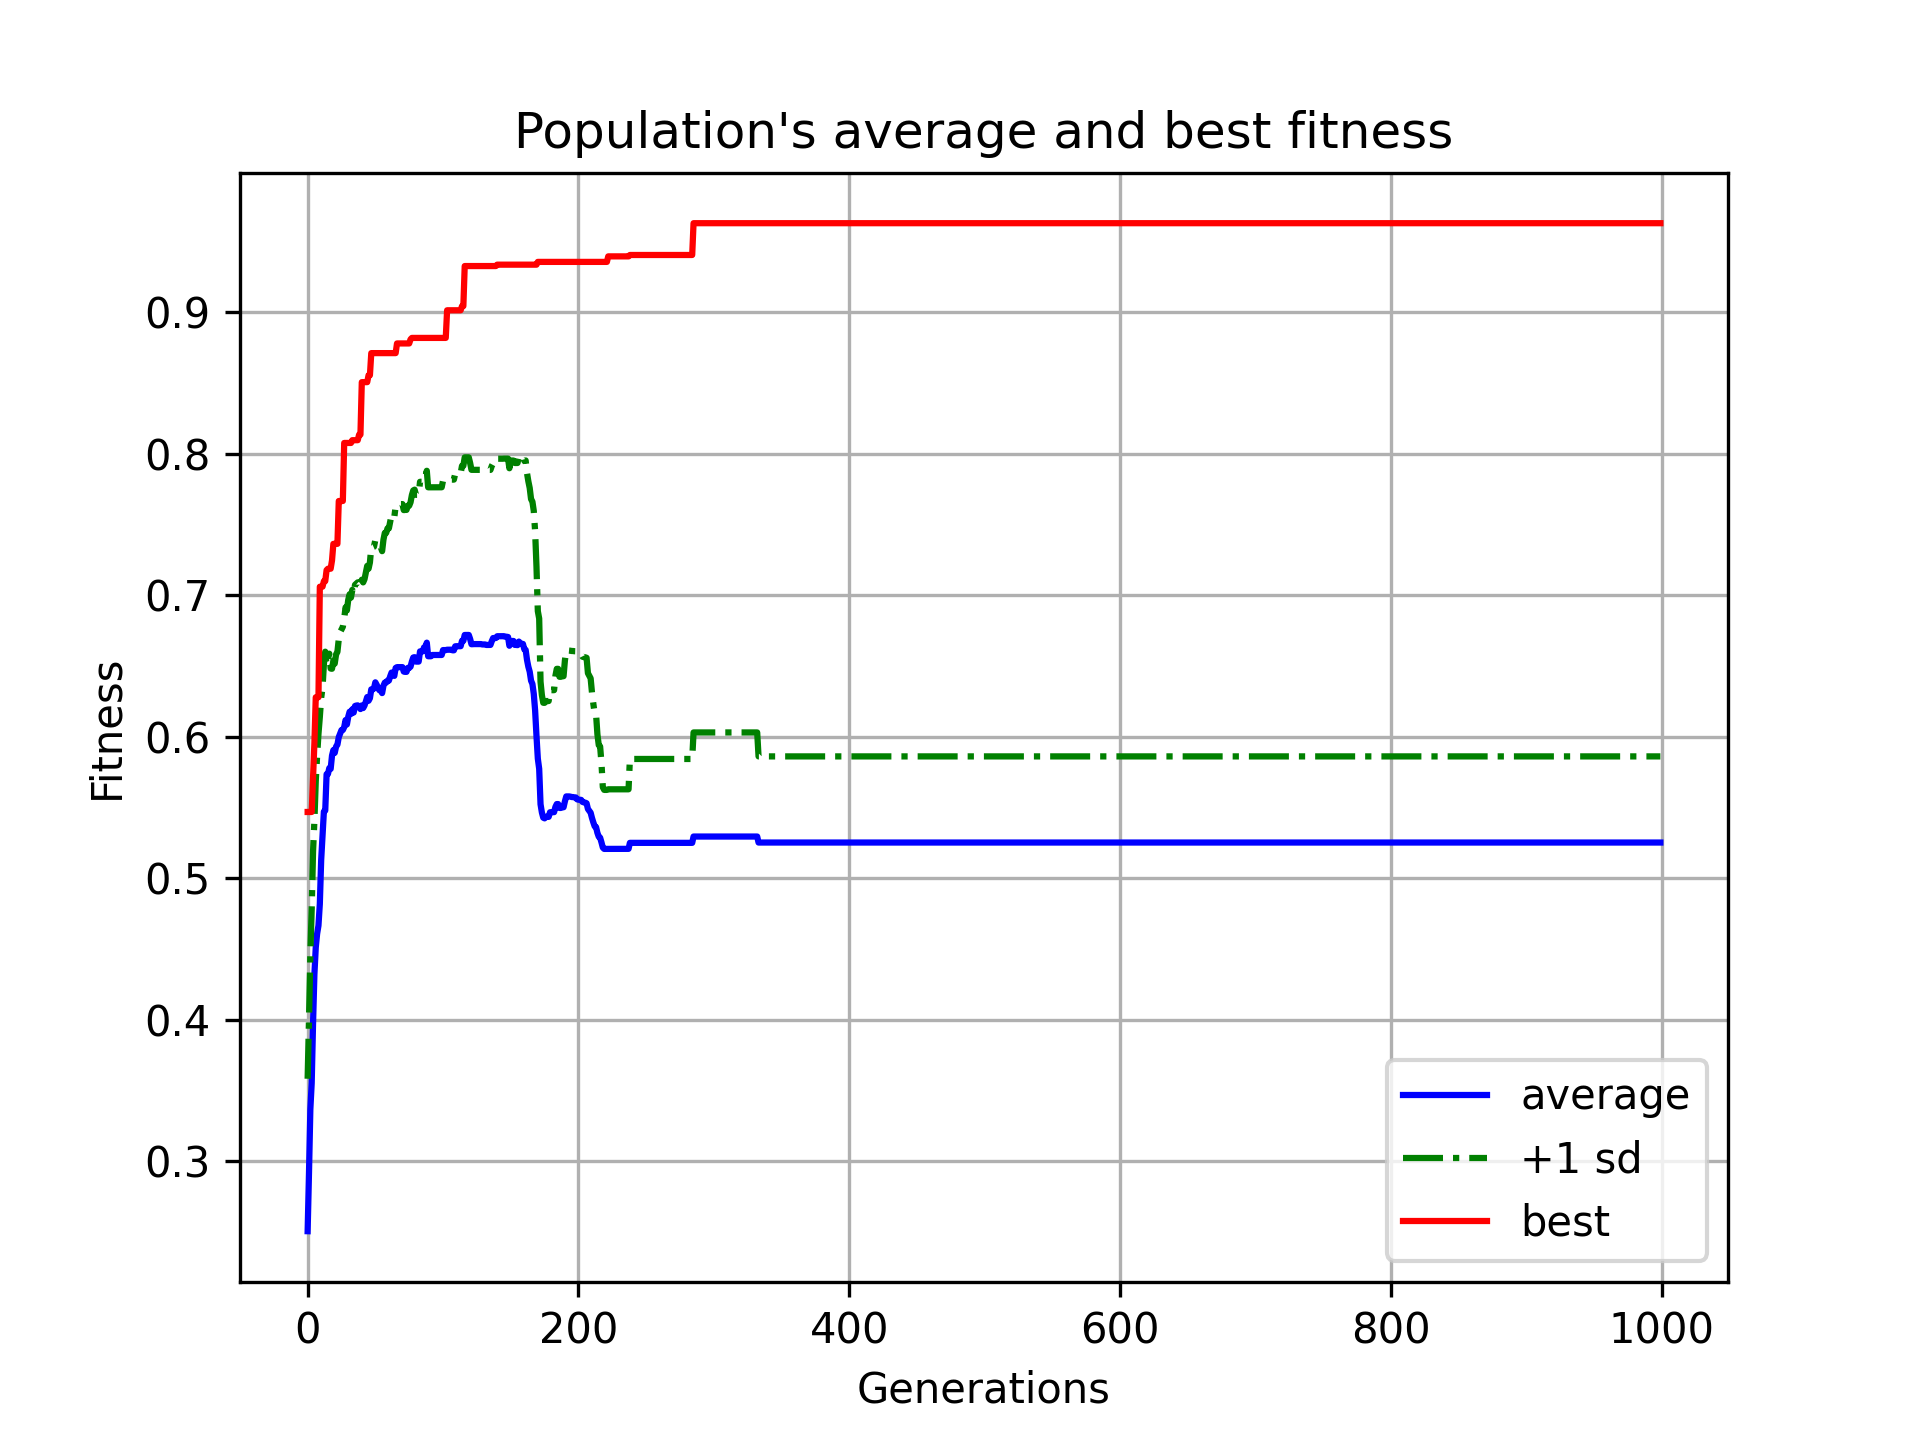 Population's average and best fitness
Fitness
0.9
0.8
0.7
0.6
0.5
0.4
0.3
average
+1 sd
best
0 200 400 600 800 1000
Generations